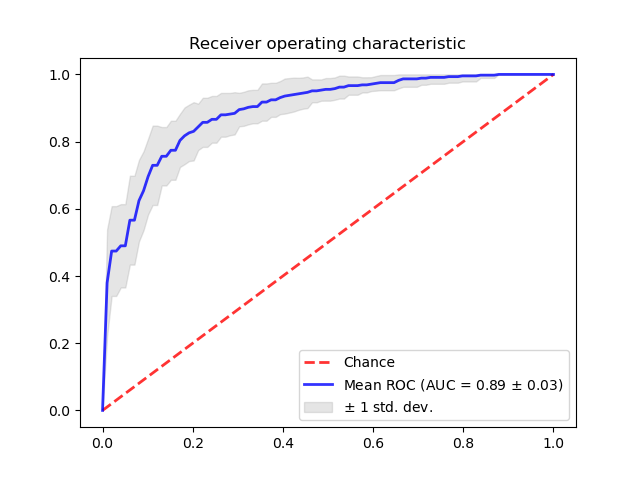 Receiver operating characteristic
1.0
0.8
0.6
0.4
0.2
0.0
Chance
Mean ROC (AUC = 0.89 ± 0.03)
± 1 std. dev.
0.0 0.2 0.4 0.6 0.8 1.0